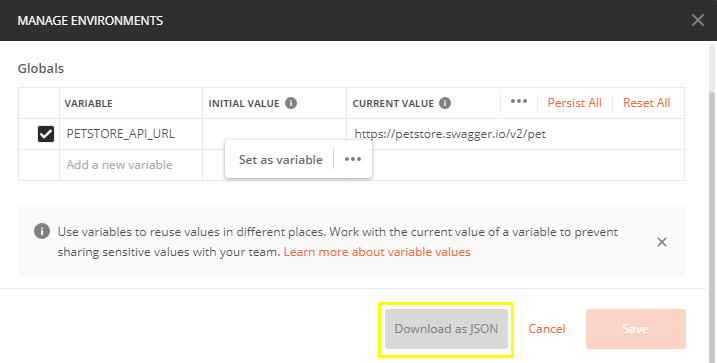 MANAGE ENVIRONMENTS
Globals
VARIABLE INITIAL VALUE CURRENT VALUE Persist All Reset All
PETSTORE_API_URL https://petstore.swagger.io/v2/pet
Set as variable
Add a new variable
Use variables to reuse values in different places. Work with the current value of a variable to prevent
sharing sensitive values with your team. Learn more about variable values
Download as JSON Cancel Save